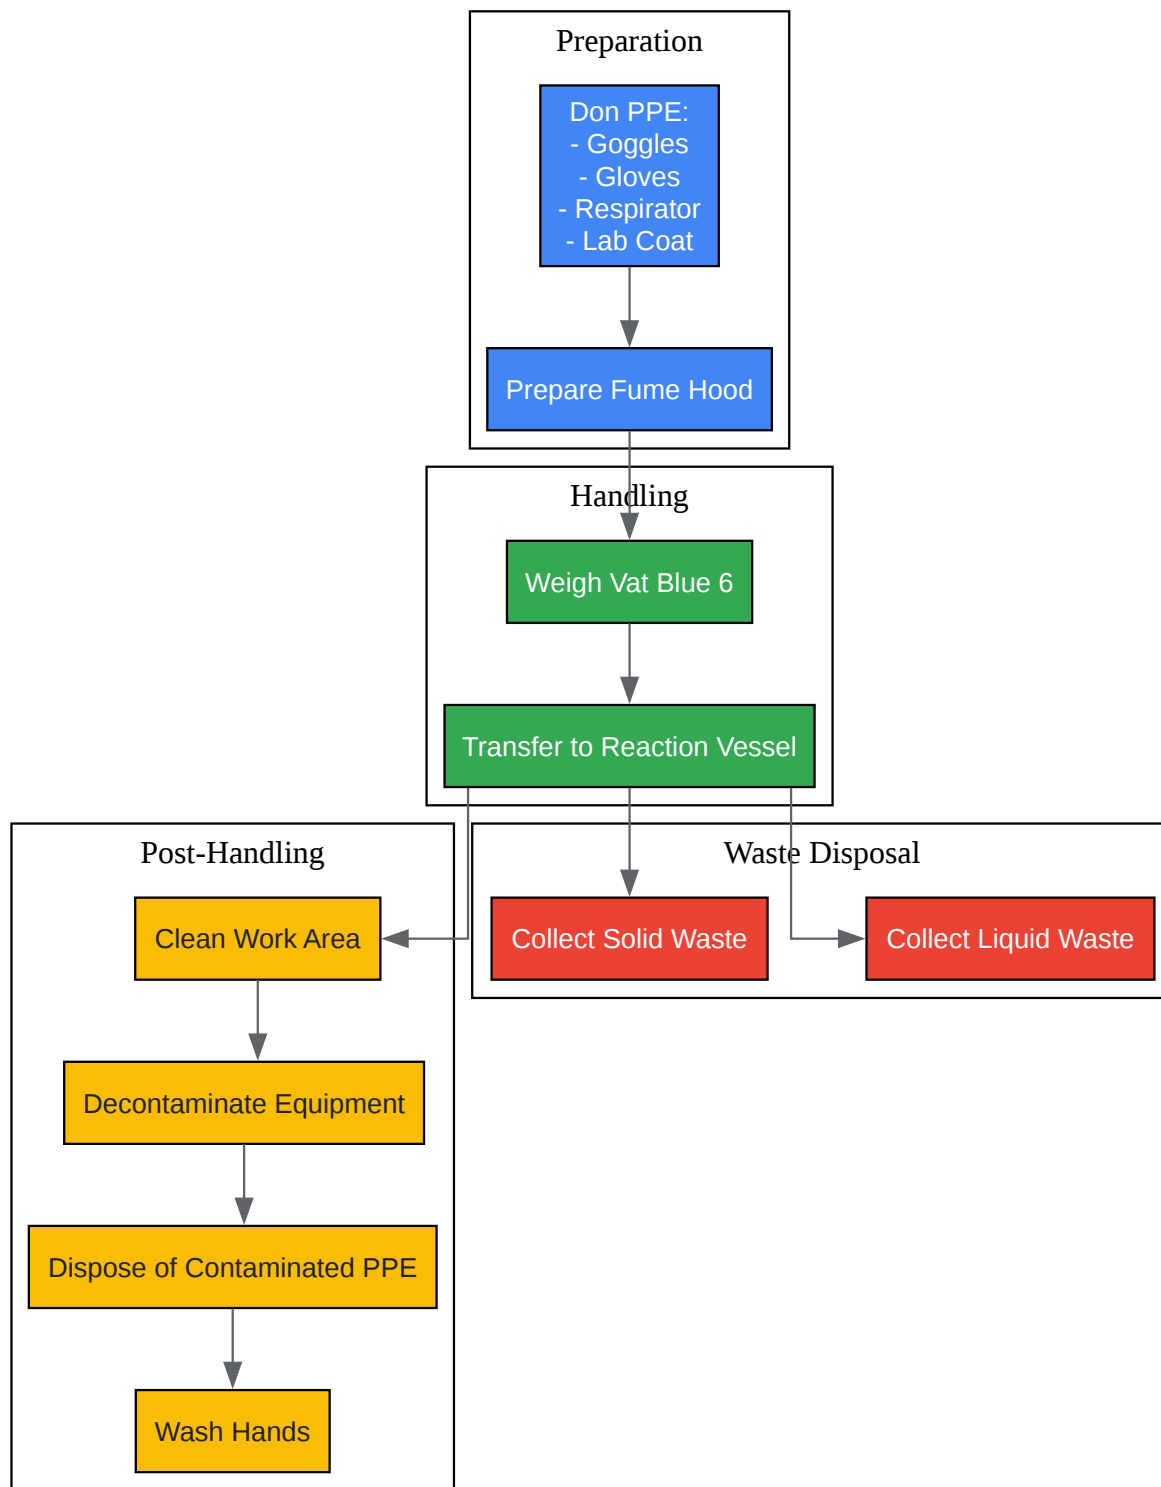 Preparation
Don PPE:
- Goggles
- Gloves
- Respirator
- Lab Coat
Prepare Fume Hood
Handling
Weigh Vat Blue 6
Transfer to Reaction Vessel
Post-Handling
Waste Disposal
Clean Work Area
Collect Solid Waste
Collect Liquid Waste
Decontaminate Equipment
Dispose of Contaminated PPE
Wash Hands